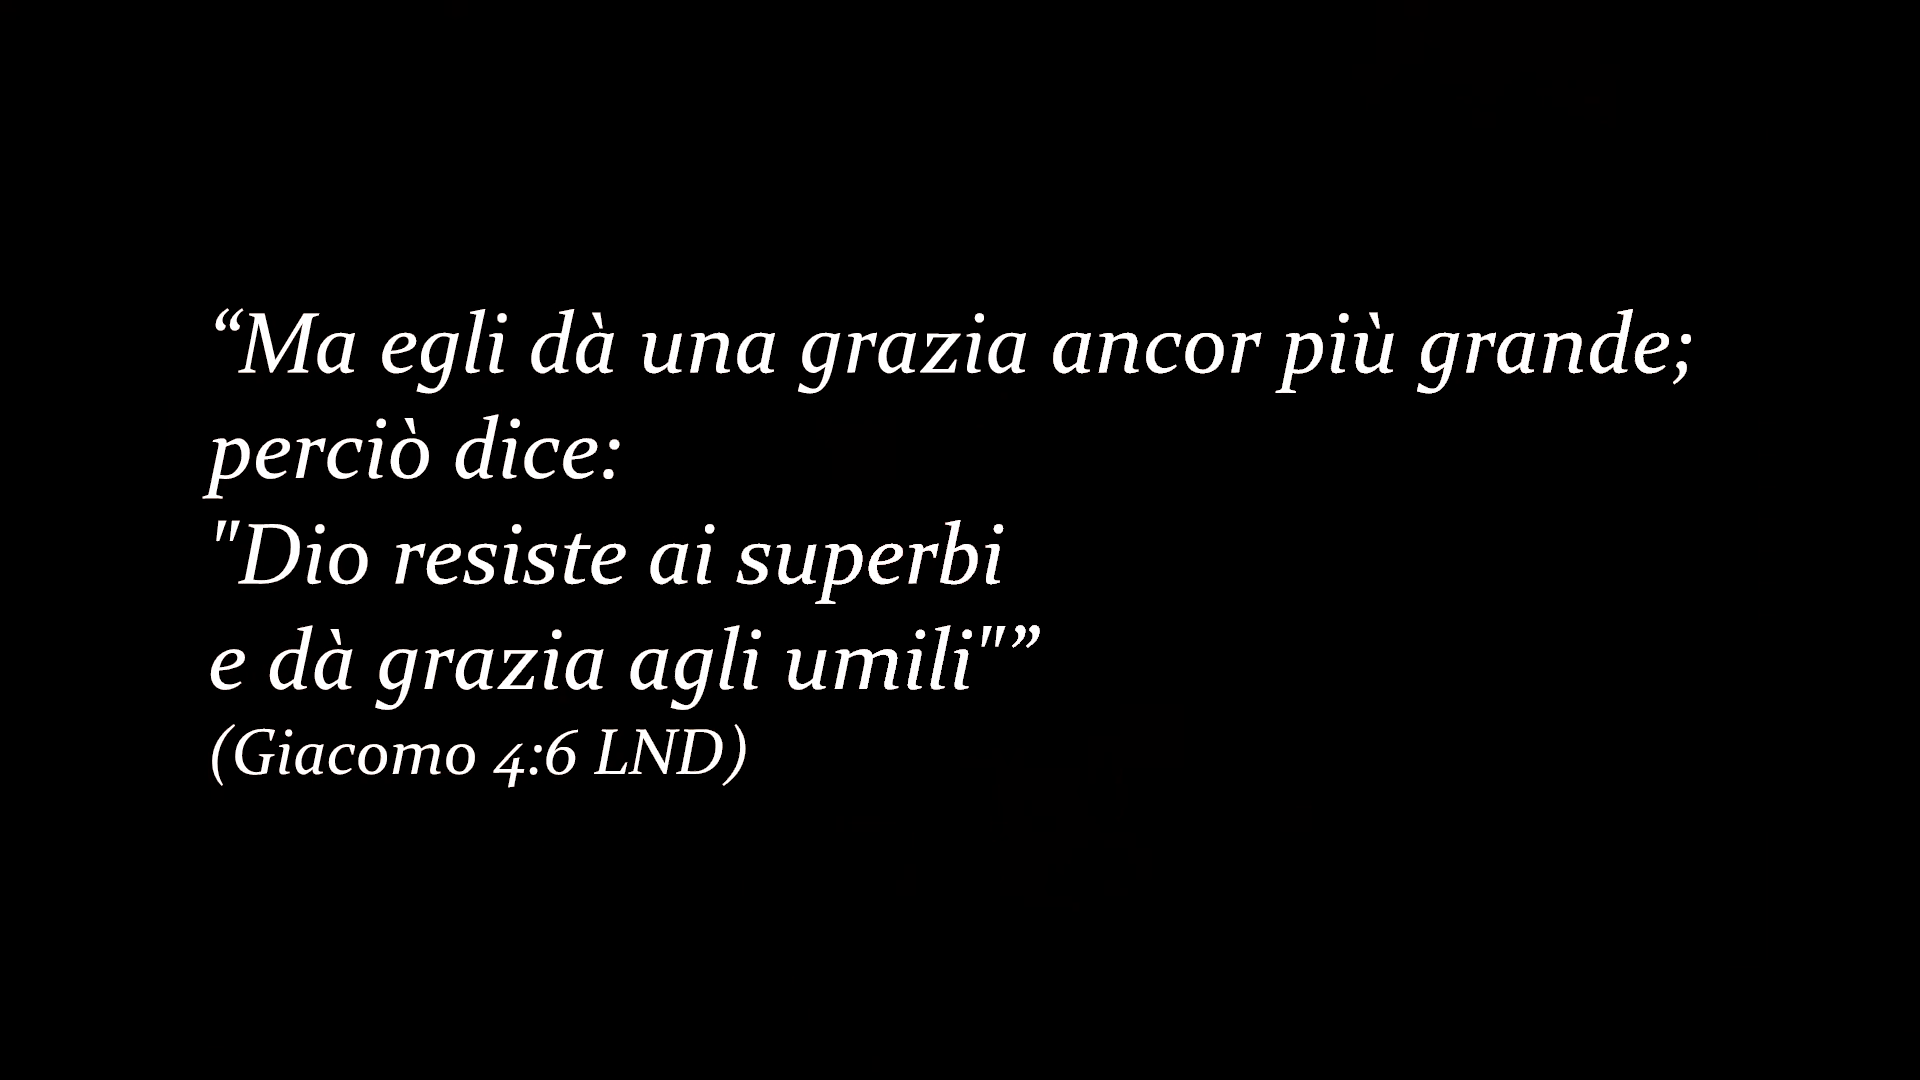 “Ma egli dà una grazia ancor più grande;
perciò dice:
"Dio resiste ai superbi
e dà grazia agli umili"”
(Giacomo 4:6 LND)